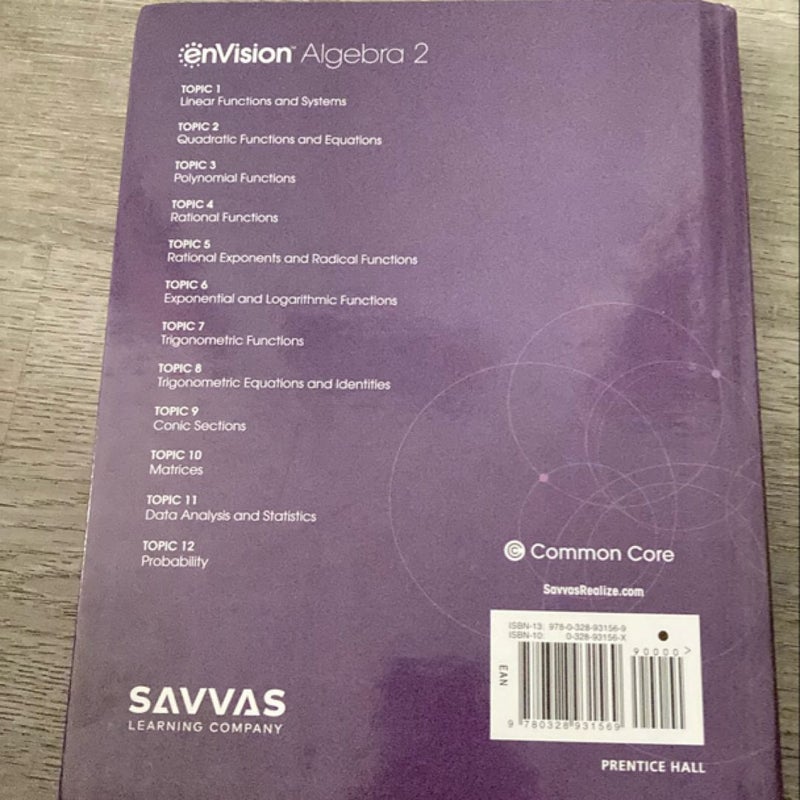 enVision™ Algebra 2
TOPIC 1
Linear Functions and Systems
TOPIC 2
Quadratic Functions and Equations
TOPIC 3
Polynomial Functions
TOPIC 4
Rational Functions
TOPIC 5
Rational Exponents and Radical Functions
TOPIC 6
Exponential and Logarithmic Functions
TOPIC 7
Trigonometric Functions
TOPIC 8
Trigonometric Equations and Identities
TOPIC 9
Conic Sections
TOPIC 10
Matrices
TOPIC 11
Data Analysis and Statistics
TOPIC 12
Probability
© Common Core
SavvasRealize.com
ISBN-13: 978-0-328-93156-9
ISBN-10: 0-328-93156-X
90000>
EAN
9 780328 931569
SAVVAS
LEARNING COMPANY
PRENTICE HALL